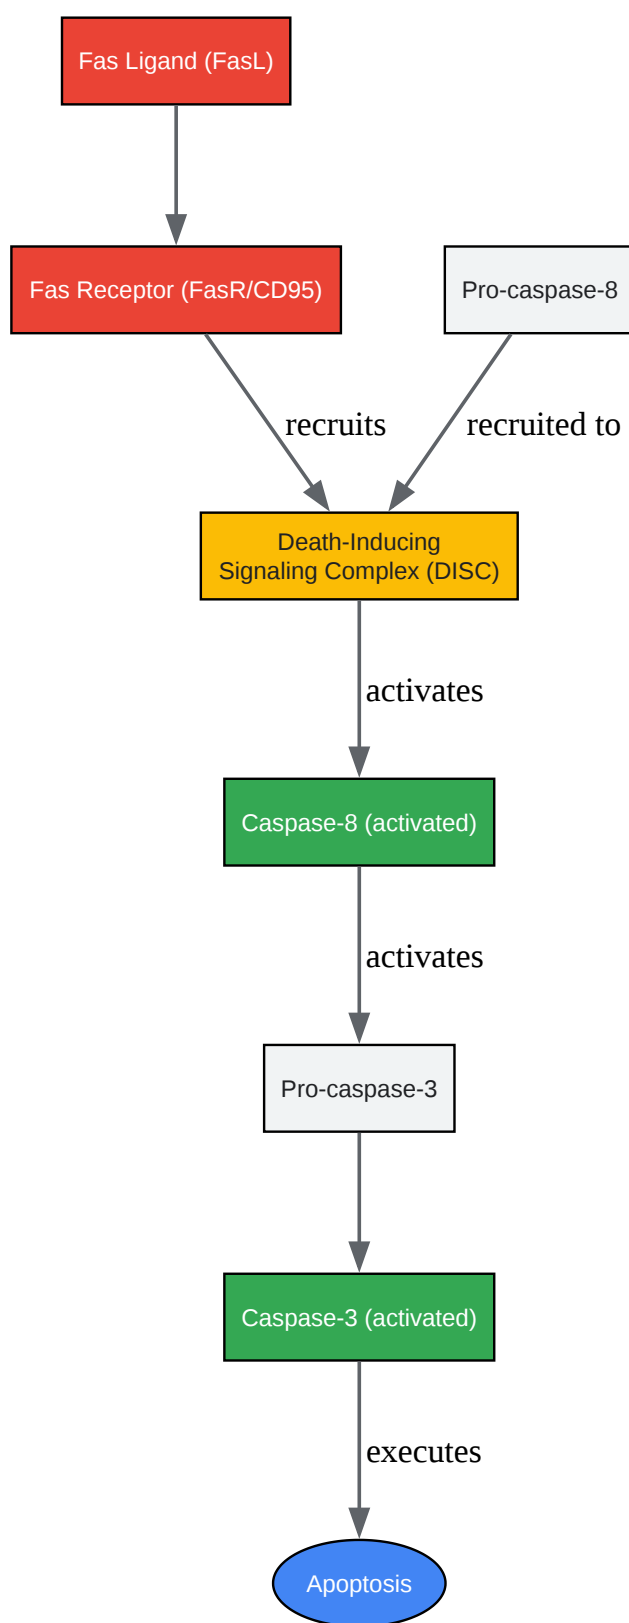 Fas Ligand (FasL)
Fas Receptor (FasR/CD95)
Pro-caspase-8
recruits
recruited to
Death-Inducing
Signaling Complex (DISC)
activates
Caspase-8 (activated)
activates
Pro-caspase-3
Caspase-3 (activated)
executes
Apoptosis